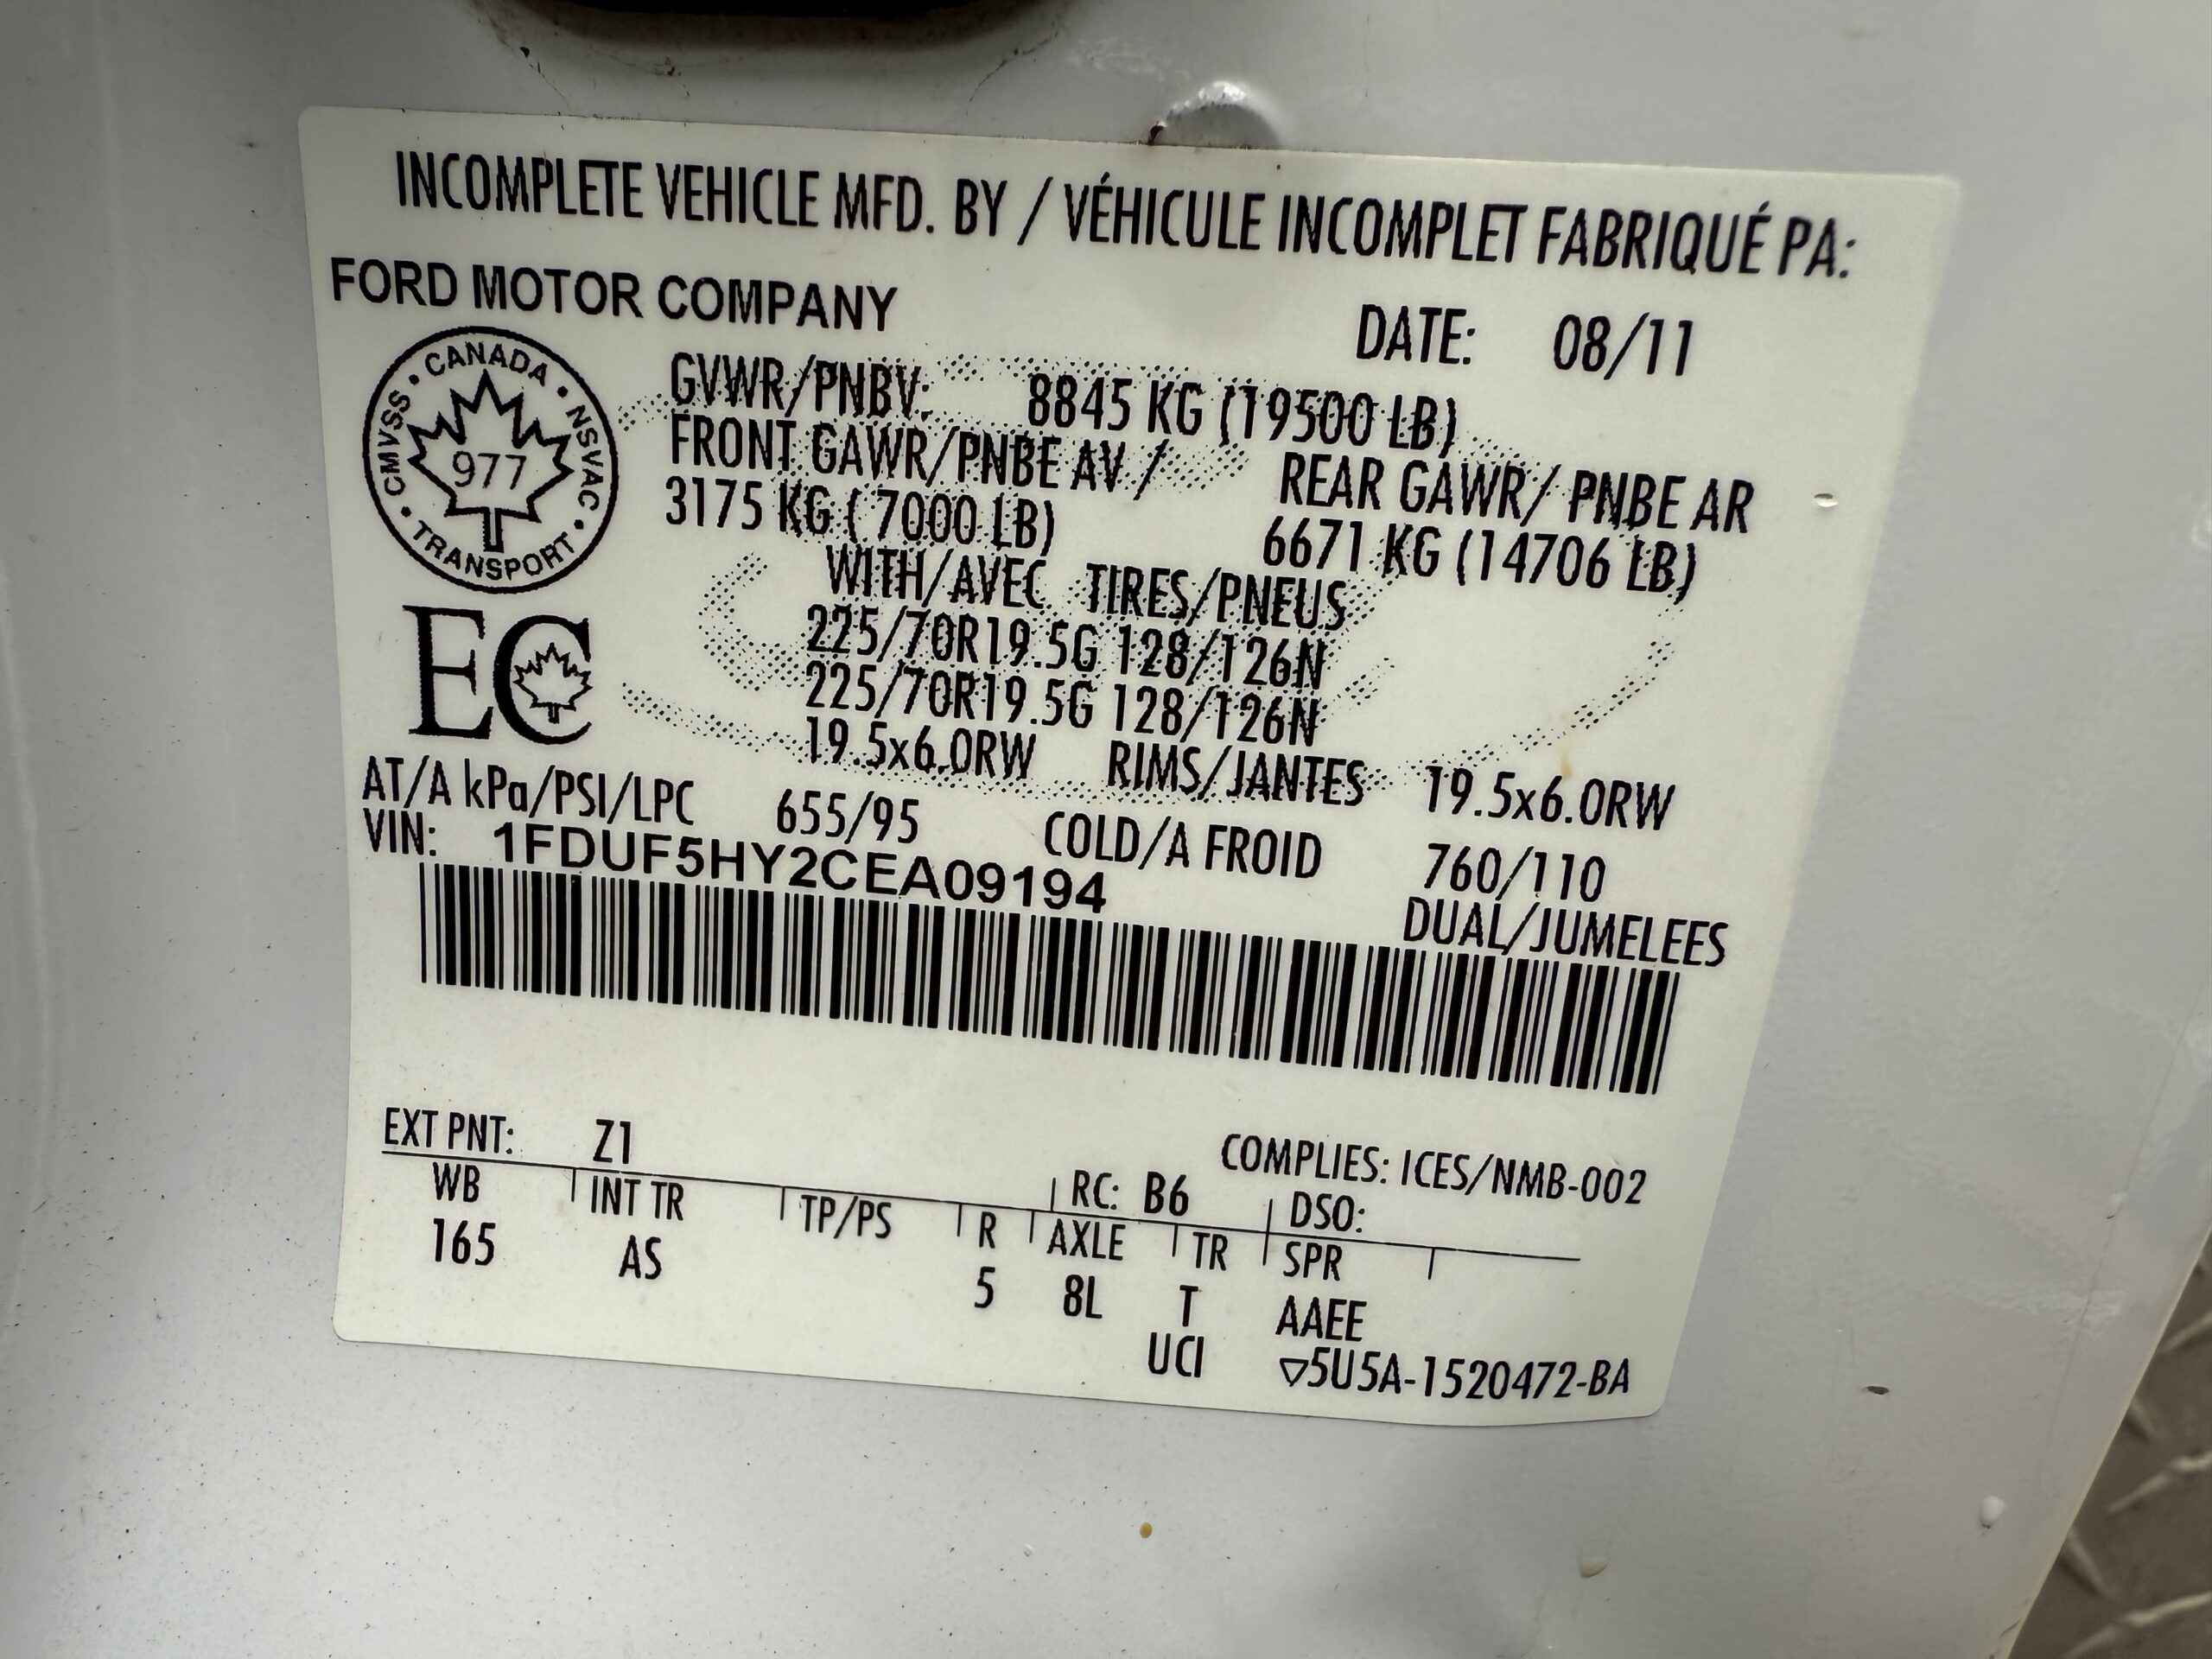 INCOMPLETE VEHICLE MFD. BY / VÉHICULE INCOMPLET FABRIQUÉ PA:
FORD MOTOR COMPANY
DATE: 08/11
CANADA • NSVAC • TRANSPORT • CMVSS •
977
GVWR/PNBV: 8845 KG (19500 LB)
FRONT GAWR/PNBE AV / REAR GAWR/ PNBE AR
3175 KG ( 7000 LB) 6671 KG (14706 LB)
WITH/AVEC TIRES/PNEUS
225/70R19.5G 128/126N
225/70R19.5G 128/126N
EC
19.5x6.0RW RIMS/JANTES 19.5x6.0RW
AT/A kPa/PSI/LPC 655/95 COLD/A FROID 760/110
VIN: 1FDUF5HY2CEA09194 DUAL/JUMELEES
EXT PNT: Z1 COMPLIES: ICES/NMB-002
RC: B6 DSO:
WB INT TR TP/PS R AXLE TR SPR
165 AS 5 8L T AAEE
UCI ▽5U5A-1520472-BA